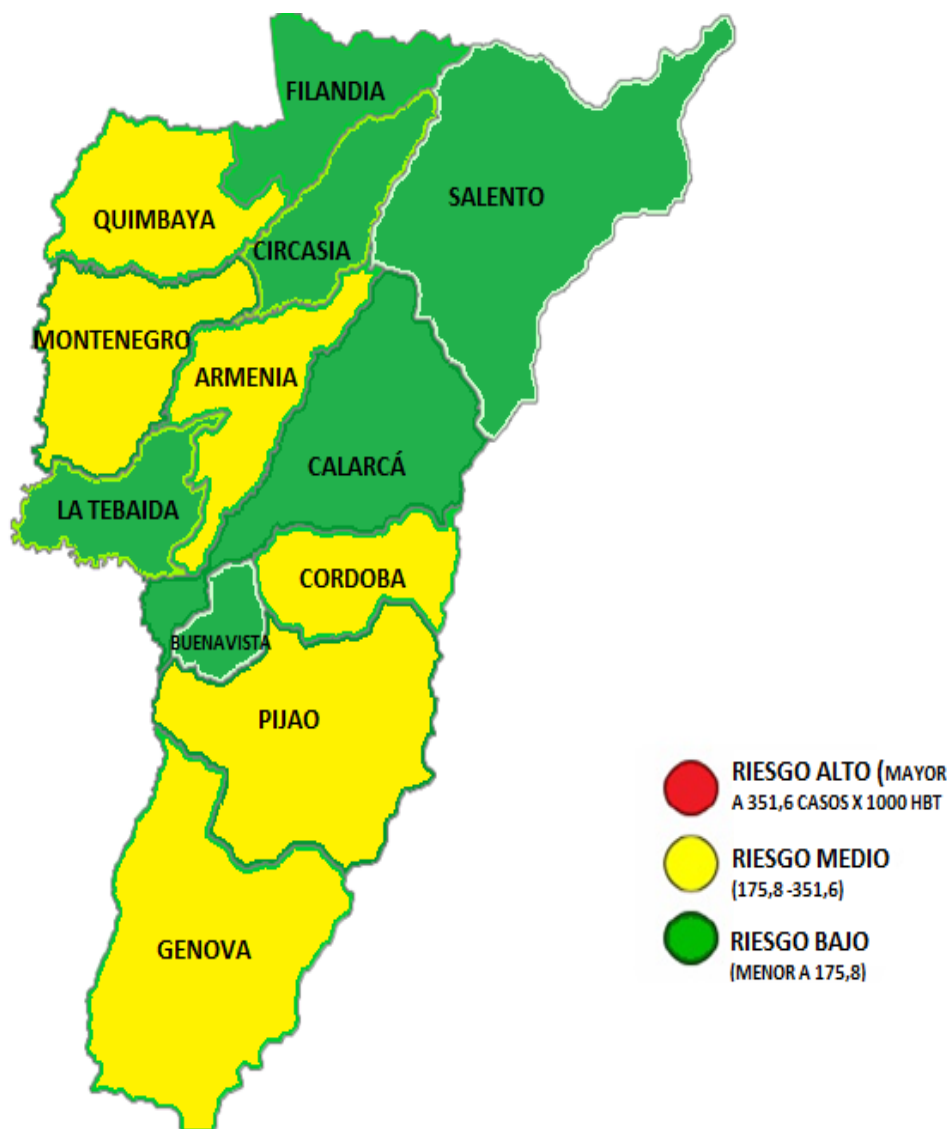 FILANDIA
SALENTO
QUIMBAYA
CIRCASIA
MONTENEGRO
ARMENIA
CALARCÁ
LA TEBAIDA
CORDOBA
BUENAVISTA
PIJAO
GENOVA
RIESGO ALTO (MAYOR
A 351,6 CASOS X 1000 HBT
RIESGO MEDIO
(175,8 -351,6)
RIESGO BAJO
(MENOR A 175,8)